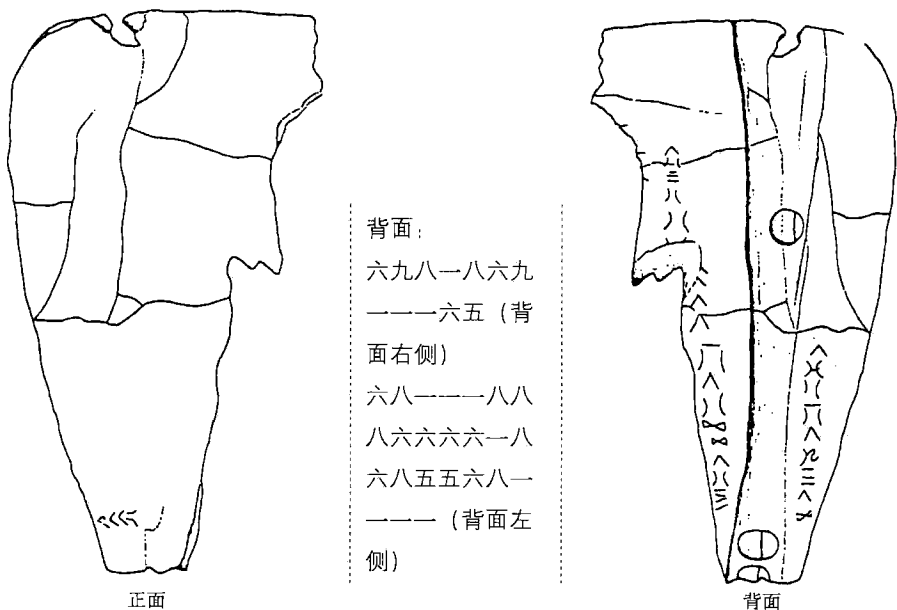 背面：
六九八一八六九
一一一六五（背
面右侧）
六八一一一八八
八六六六六一八
六八五五六八一
一一一（背面左
侧）
正面
背面